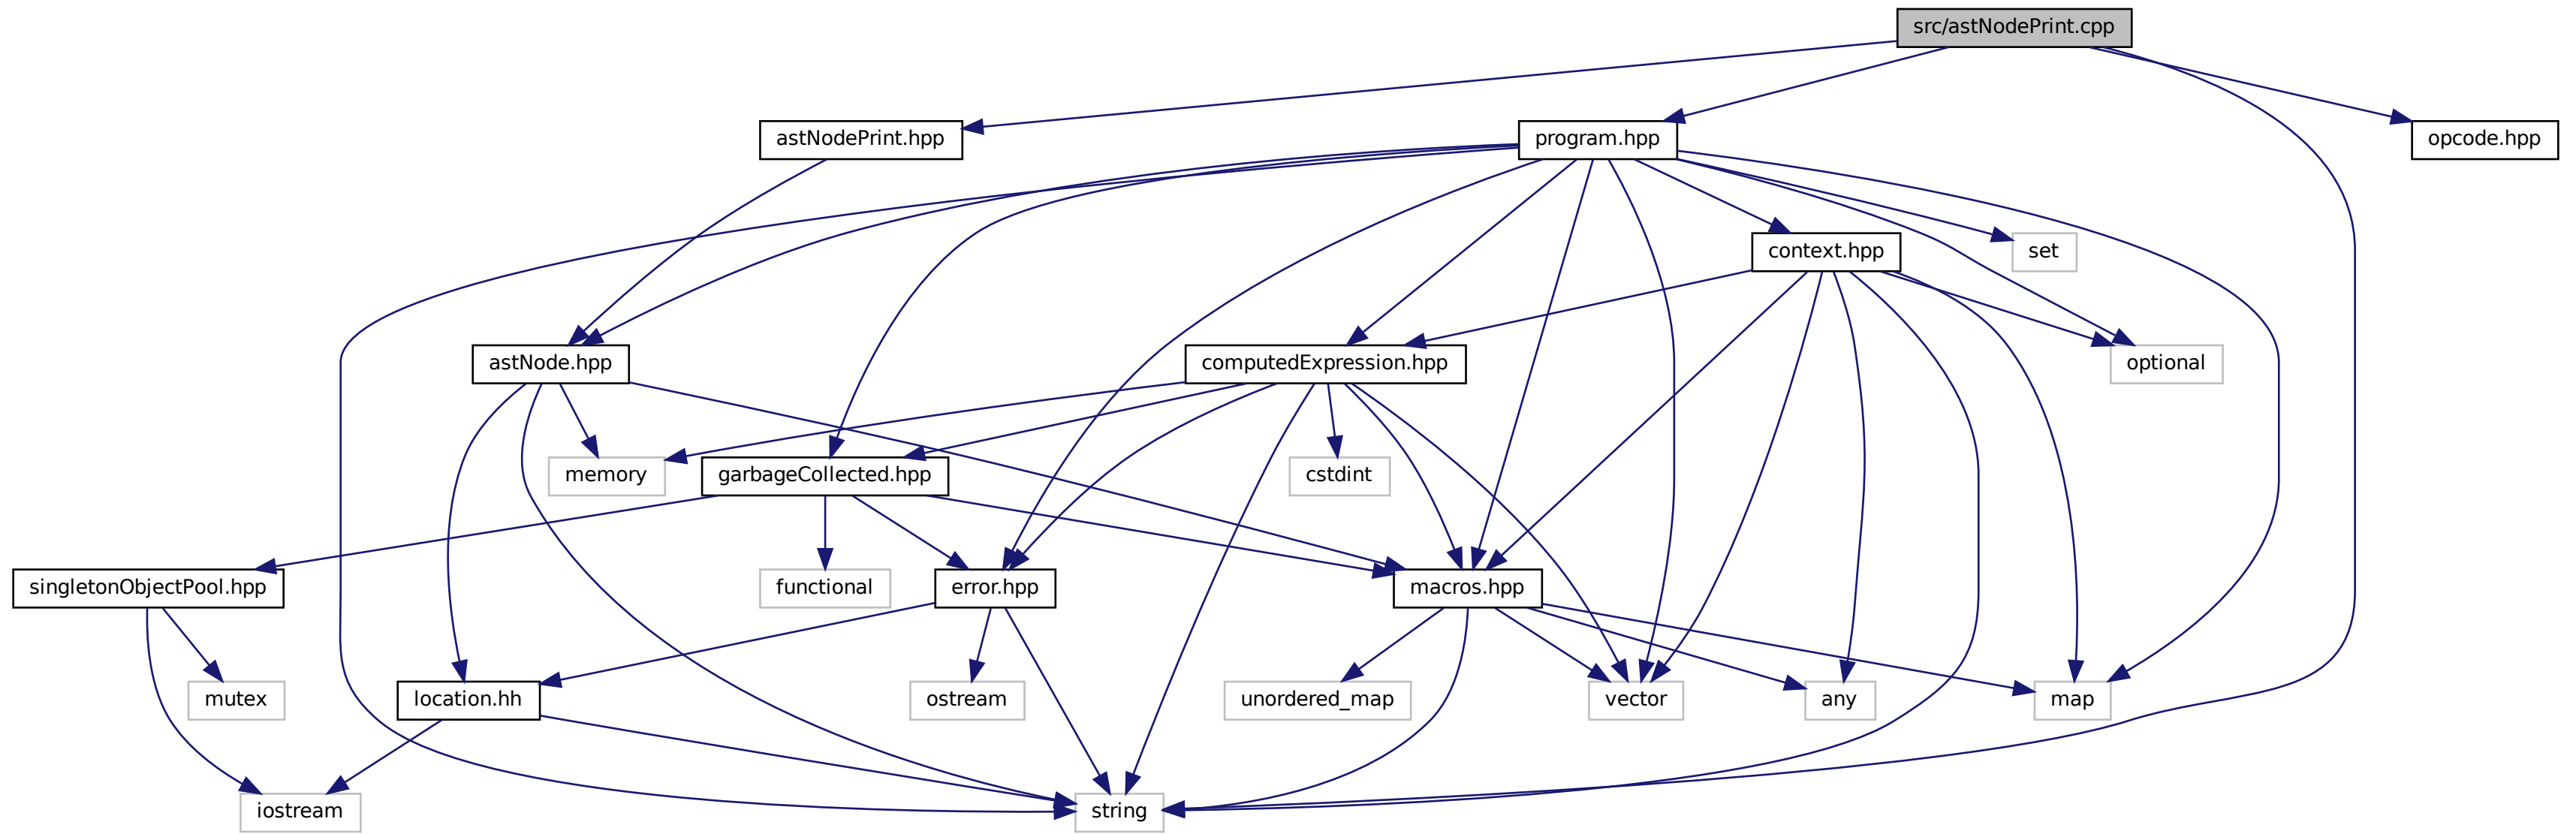 src/astNodePrint.cpp
astNodePrint.hpp
program.hpp
opcode.hpp
context.hpp
set
astNode.hpp
computedExpression.hpp
optional
memory
garbageCollected.hpp
cstdint
singletonObjectPool.hpp
functional
error.hpp
macros.hpp
mutex
location.hh
ostream
unordered_map
vector
any
map
iostream
string